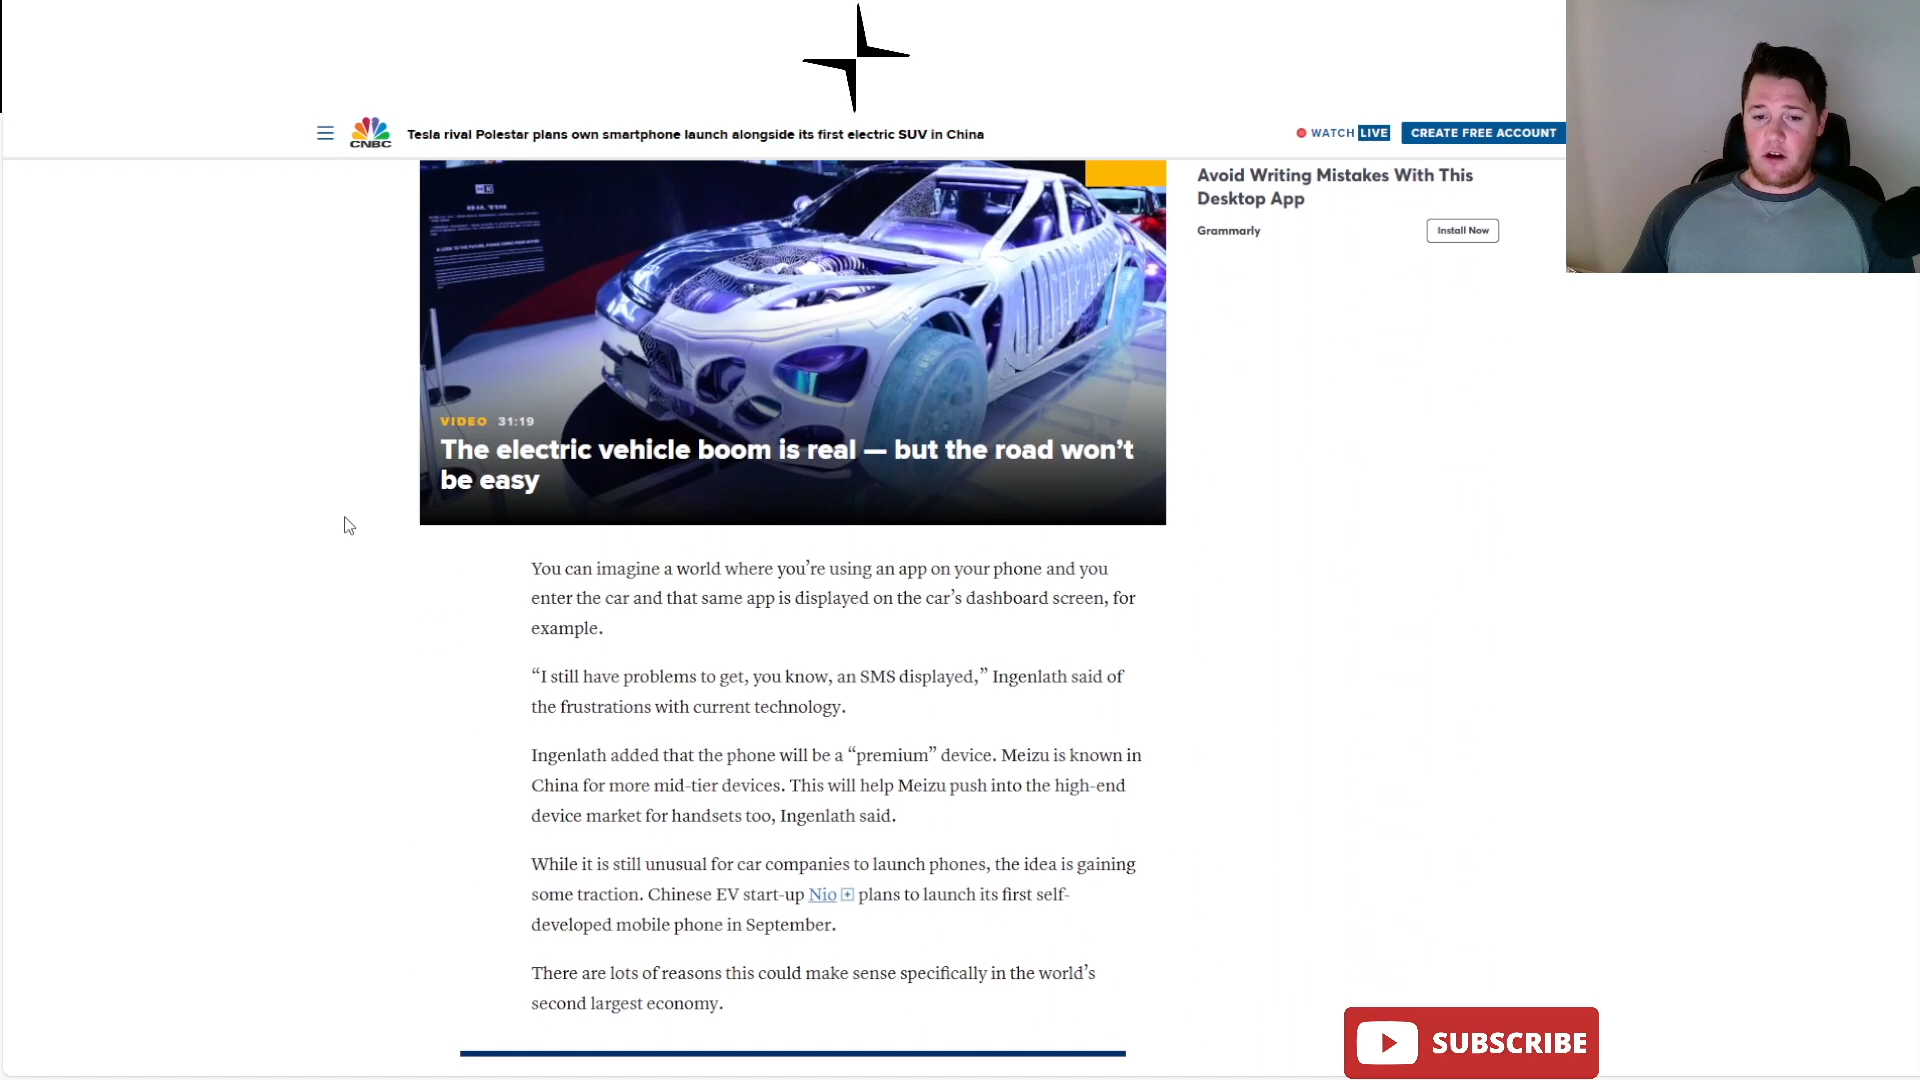 CNBC
Tesla rival Polestar plans own smartphone launch alongside its first electric SUV in China
WATCH LIVE
CREATE FREE ACCOUNT
Avoid Writing Mistakes With This
Desktop App
Grammarly
Install Now
VIDEO 31:19
The electric vehicle boom is real — but the road won’t
be easy
You can imagine a world where you’re using an app on your phone and you
enter the car and that same app is displayed on the car’s dashboard screen, for
example.
“I still have problems to get, you know, an SMS displayed,” Ingenlath said of
the frustrations with current technology.
Ingenlath added that the phone will be a “premium” device. Meizu is known in
China for more mid-tier devices. This will help Meizu push into the high-end
device market for handsets too, Ingenlath said.
While it is still unusual for car companies to launch phones, the idea is gaining
some traction. Chinese EV start-up Nio plans to launch its first self-
developed mobile phone in September.
There are lots of reasons this could make sense specifically in the world’s
second largest economy.
SUBSCRIBE